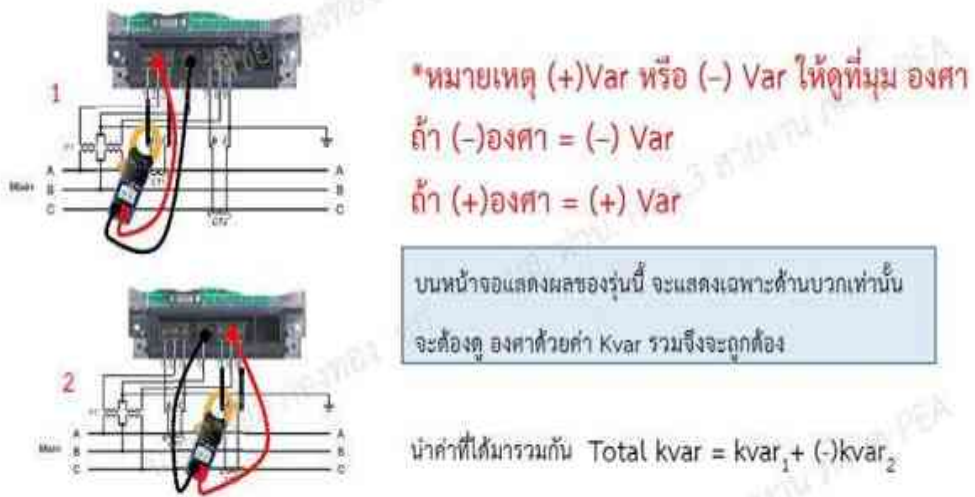 1
A
B
C
Main
A
B
C
CT2
*หมายเหตุ (+)Var หรือ (-) Var ให้ดูที่มุม องศา
ถ้า (-)องศา = (-) Var
ถ้า (+)องศา = (+) Var
บนหน้าจอแสดงผลของรุ่นนี้ จะแสดงเฉพาะด้านบวกเท่านั้น
จะต้องดู องศาด้วยค่า Kvar รวมจึงจะถูกต้อง
2
A
B
C
Main
A
B
C
นำค่าที่ได้มารวมกัน Total kvar = kvar₁+ (-)kvar₂
PEA